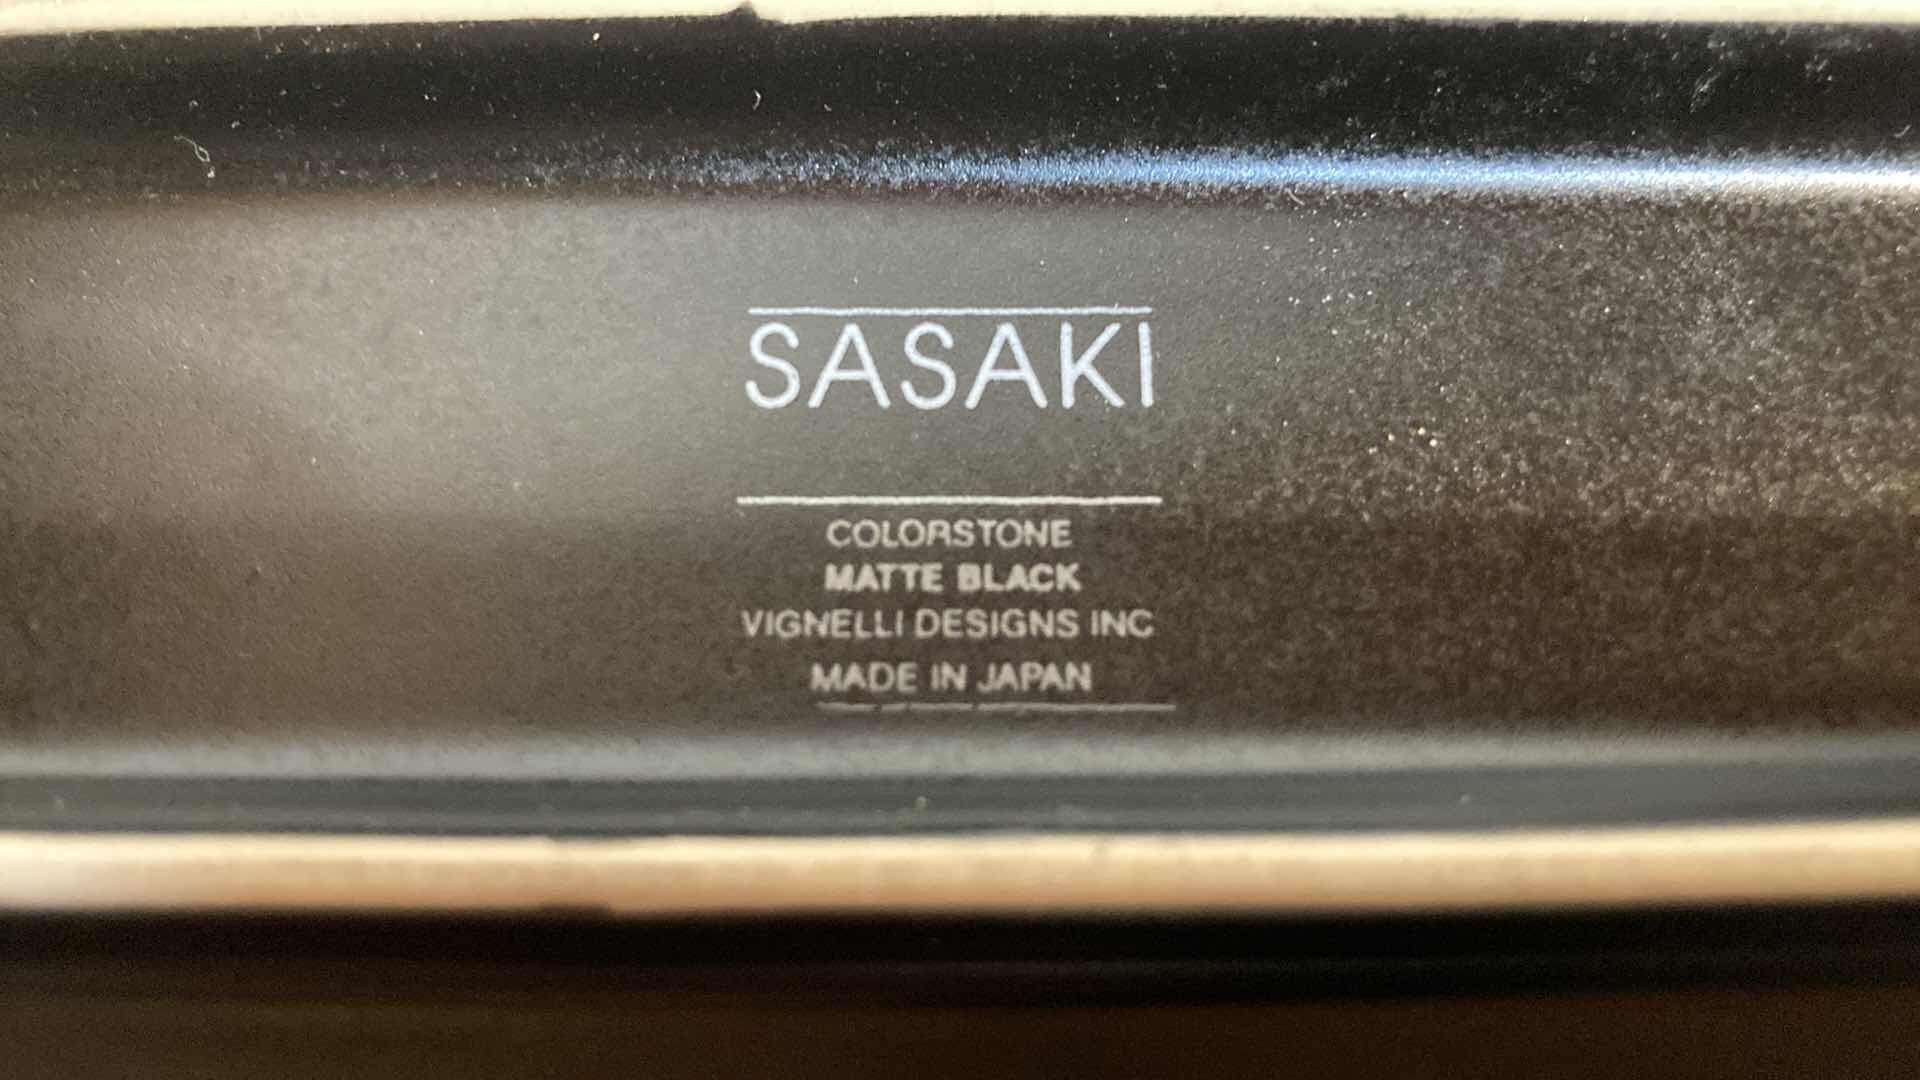 SASAKI
COLORSTONE
MATTE BLACK
VIGNELLI DESIGNS INC
MADE IN JAPAN